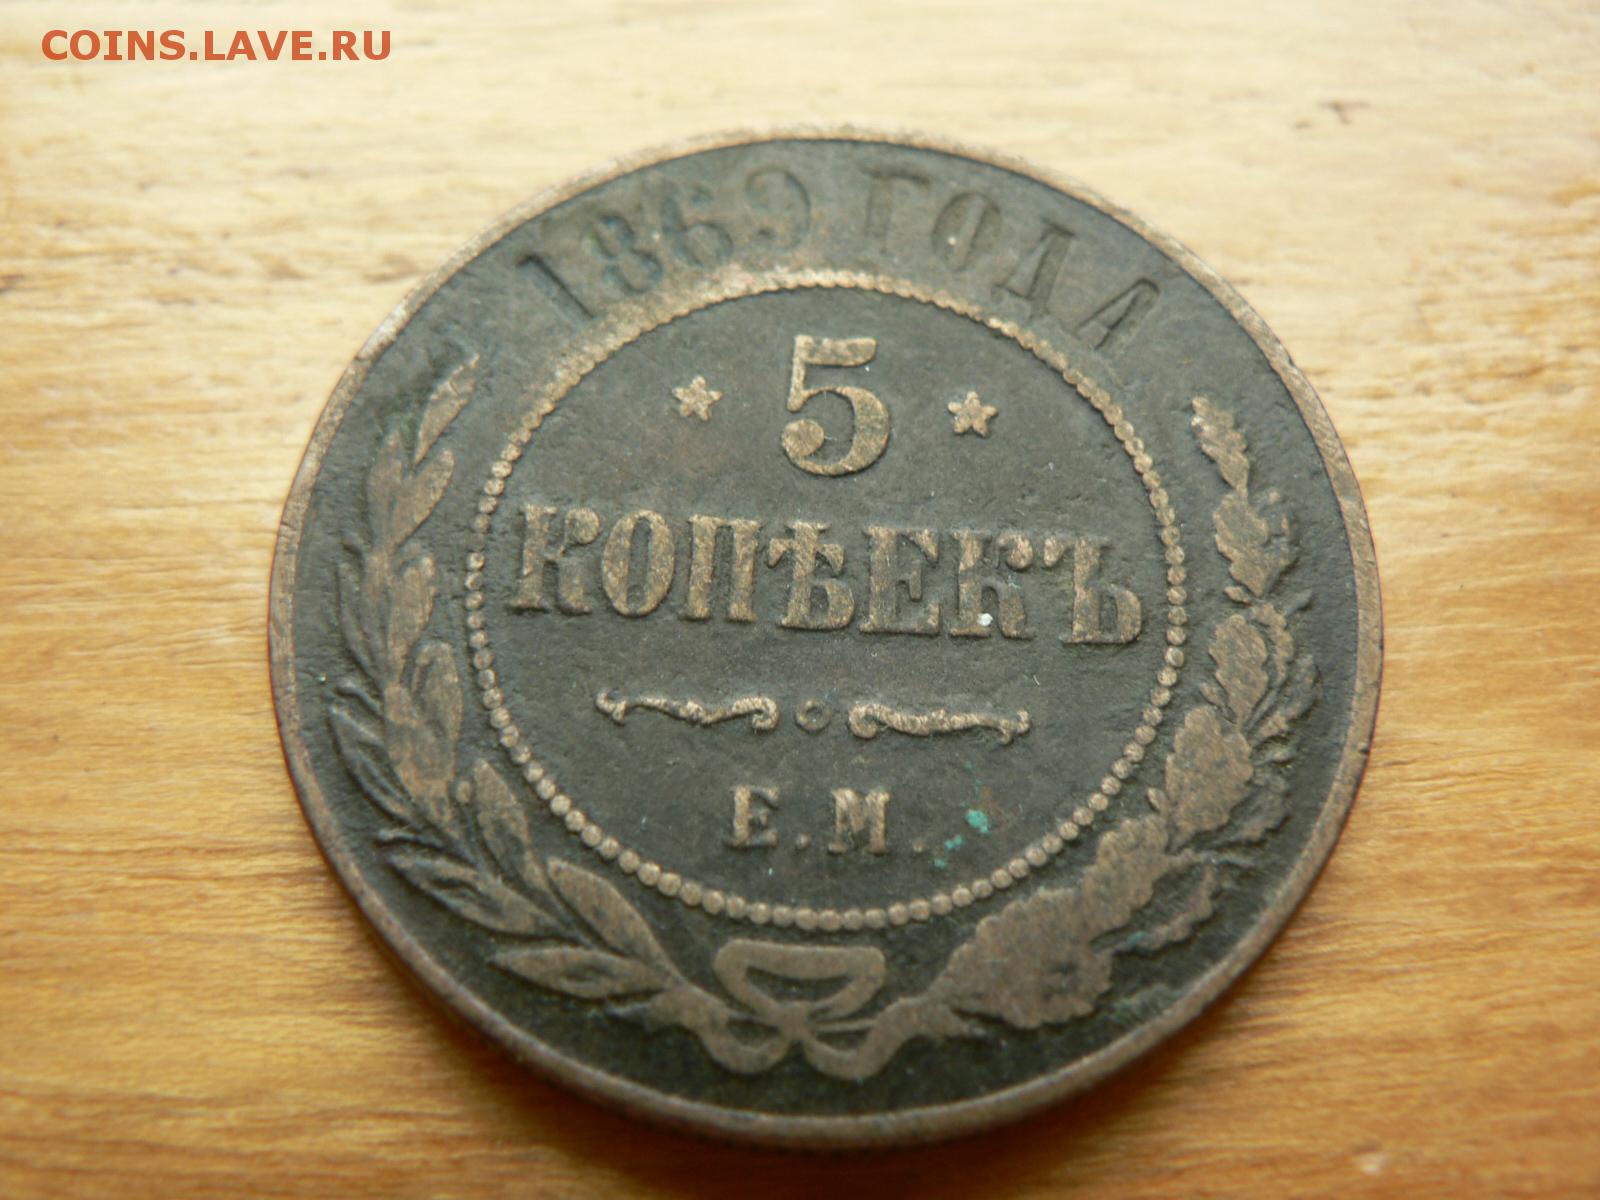 COINS.LAVE.RU
1869 ГОДА
5
КОПѢЕКЪ
Е.М.